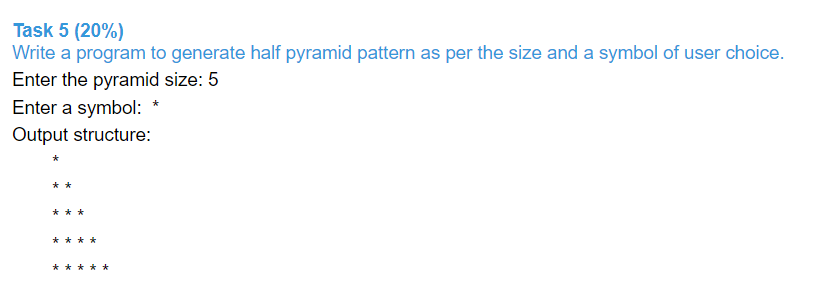 Task 5 (20%)
Write a program to generate half pyramid pattern as per the size and a symbol of user choice.
Enter the pyramid size: 5
Enter a symbol:  *
Output structure:
*
* *
* * *
* * * *
* * * * *